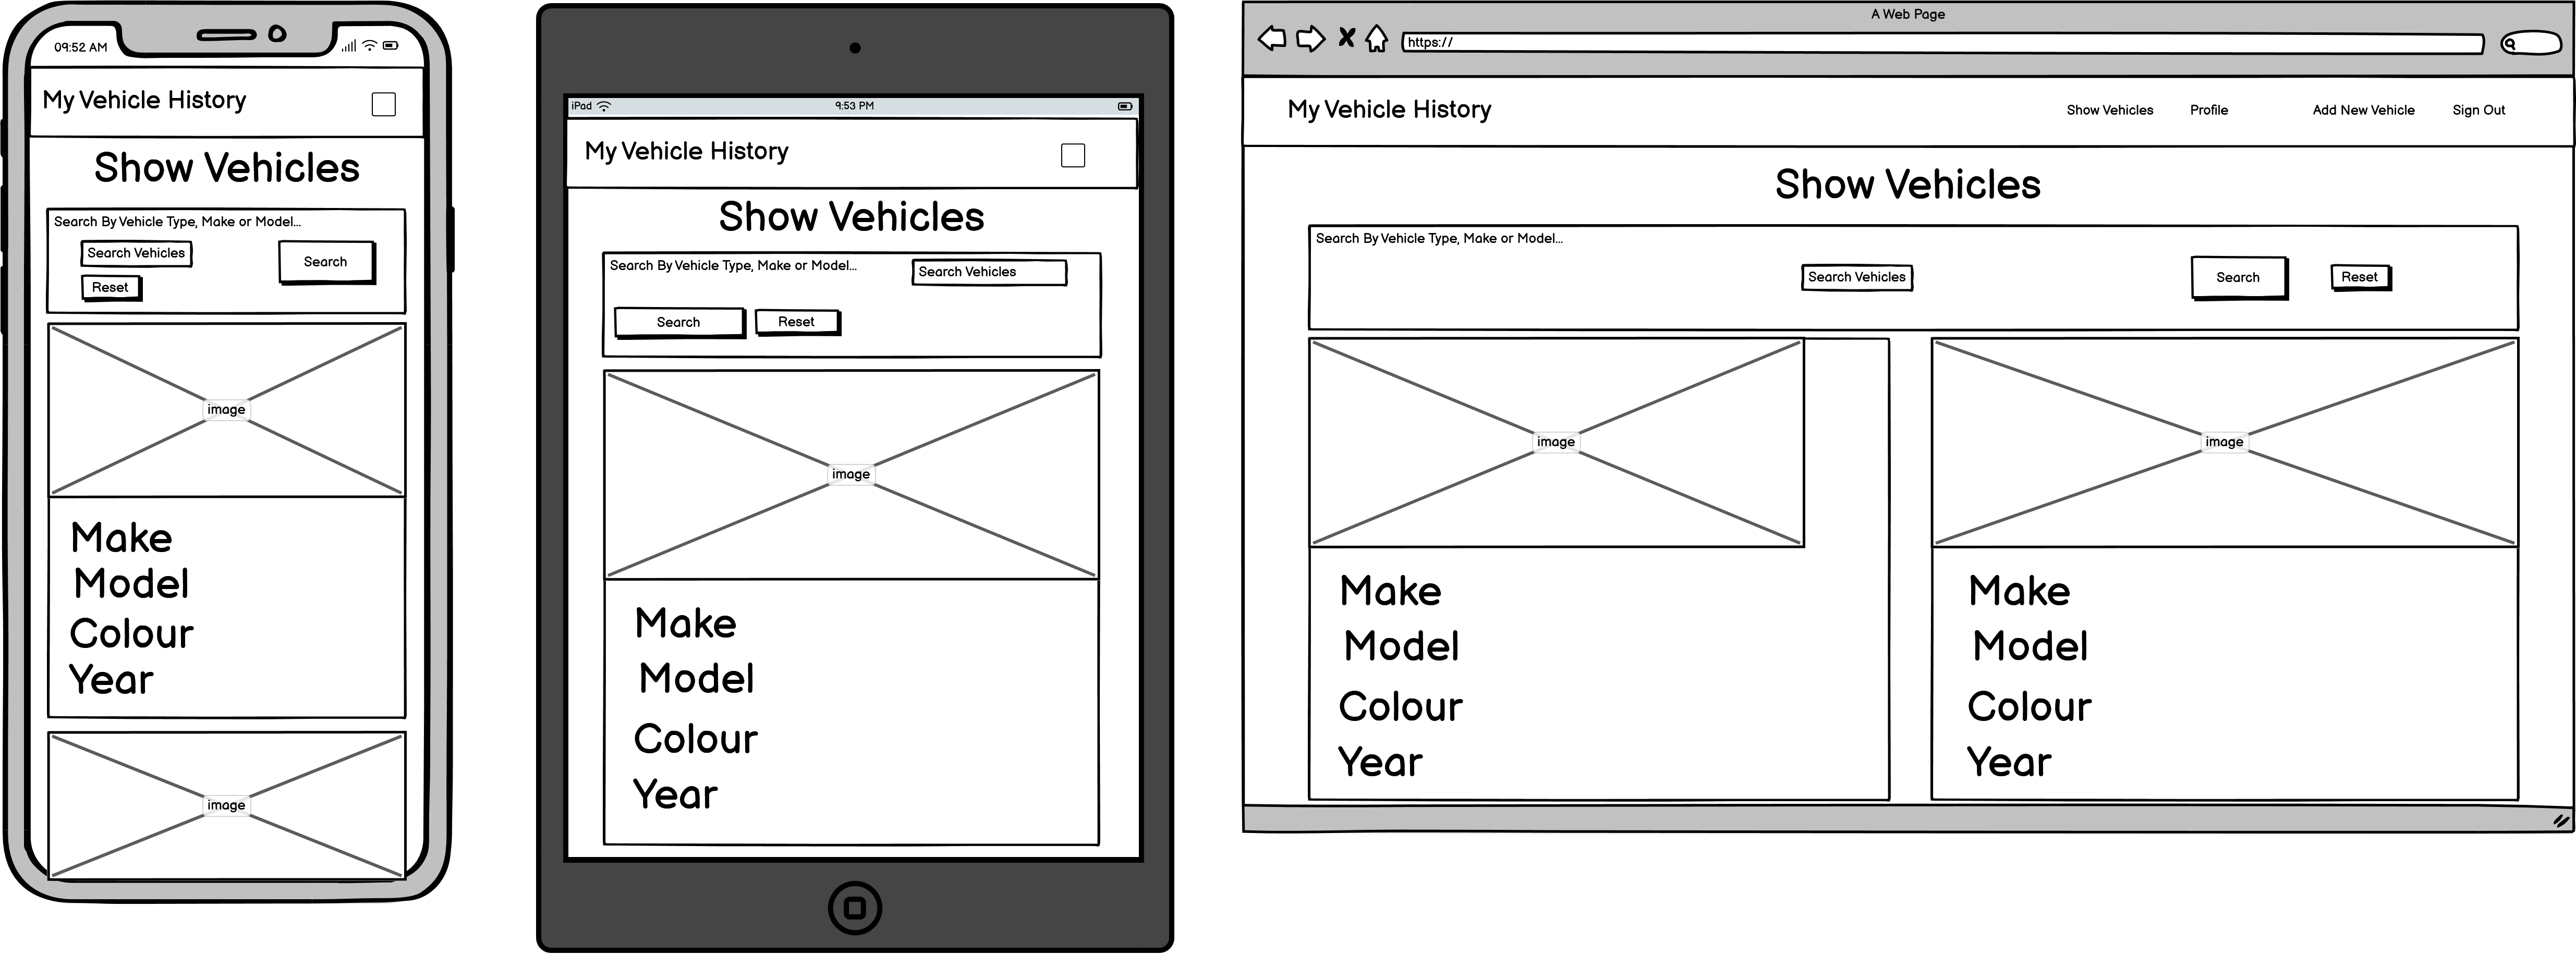 09:52 AM
My Vehicle History
Show Vehicles
Search By Vehicle Type, Make or Model...
Search Vehicles
Search
Reset
image
Make
Model
Colour
Year
image
iPad
9:53 PM
My Vehicle History
Show Vehicles
Search By Vehicle Type, Make or Model...
Search Vehicles
Search
Reset
image
Make
Model
Colour
Year
A Web Page
https://
My Vehicle History
Show Vehicles
Profile
Add New Vehicle
Sign Out
Show Vehicles
Search By Vehicle Type, Make or Model...
Search Vehicles
Search
Reset
image
Make
Model
Colour
Year
image
Make
Model
Colour
Year